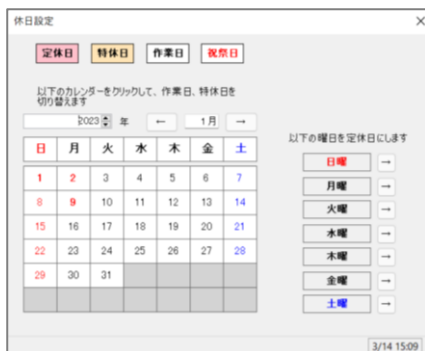 休日設定
定休日 特休日 作業日 祝祭日
以下のカレンダーをクリックして、作業日、特休日を
切り替えます
2023 年 ← 1月 →
日 月 火 水 木 金 土
1 2 3 4 5 6 7
8 9 10 11 12 13 14
15 16 17 18 19 20 21
22 23 24 25 26 27 28
29 30 31
以下の曜日を定休日にします
日曜 →
月曜 →
火曜 →
水曜 →
木曜 →
金曜 →
土曜 →
3/14 15:09